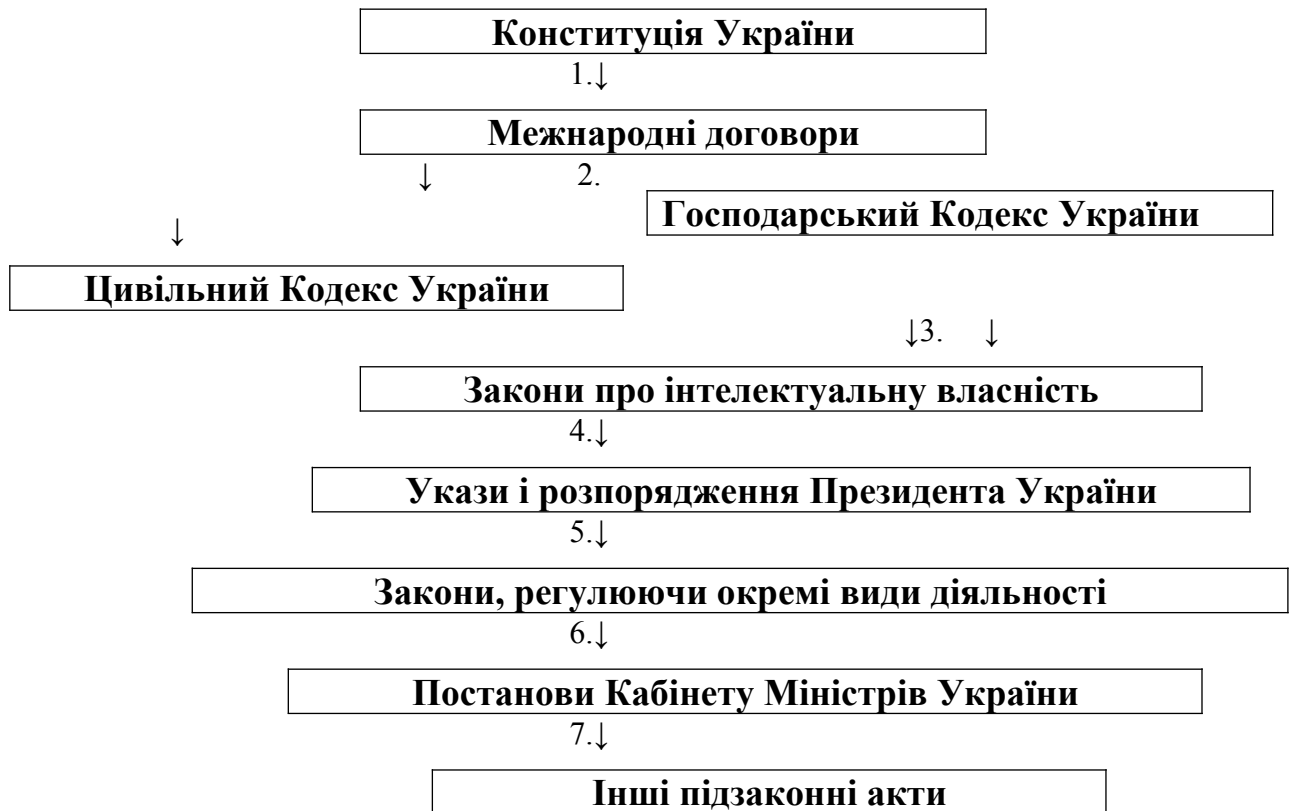 Конституція України
1.↓
Межнародні договори
↓ 2.
Господарський Кодекс України
↓
Цивільний Кодекс України
↓3. ↓
Закони про інтелектуальну власність
4.↓
Укази і розпорядження Президента України
5.↓
Закони, регулюючи окремі види діяльності
6.↓
Постанови Кабінету Міністрів України
7.↓
Інші підзаконні акти